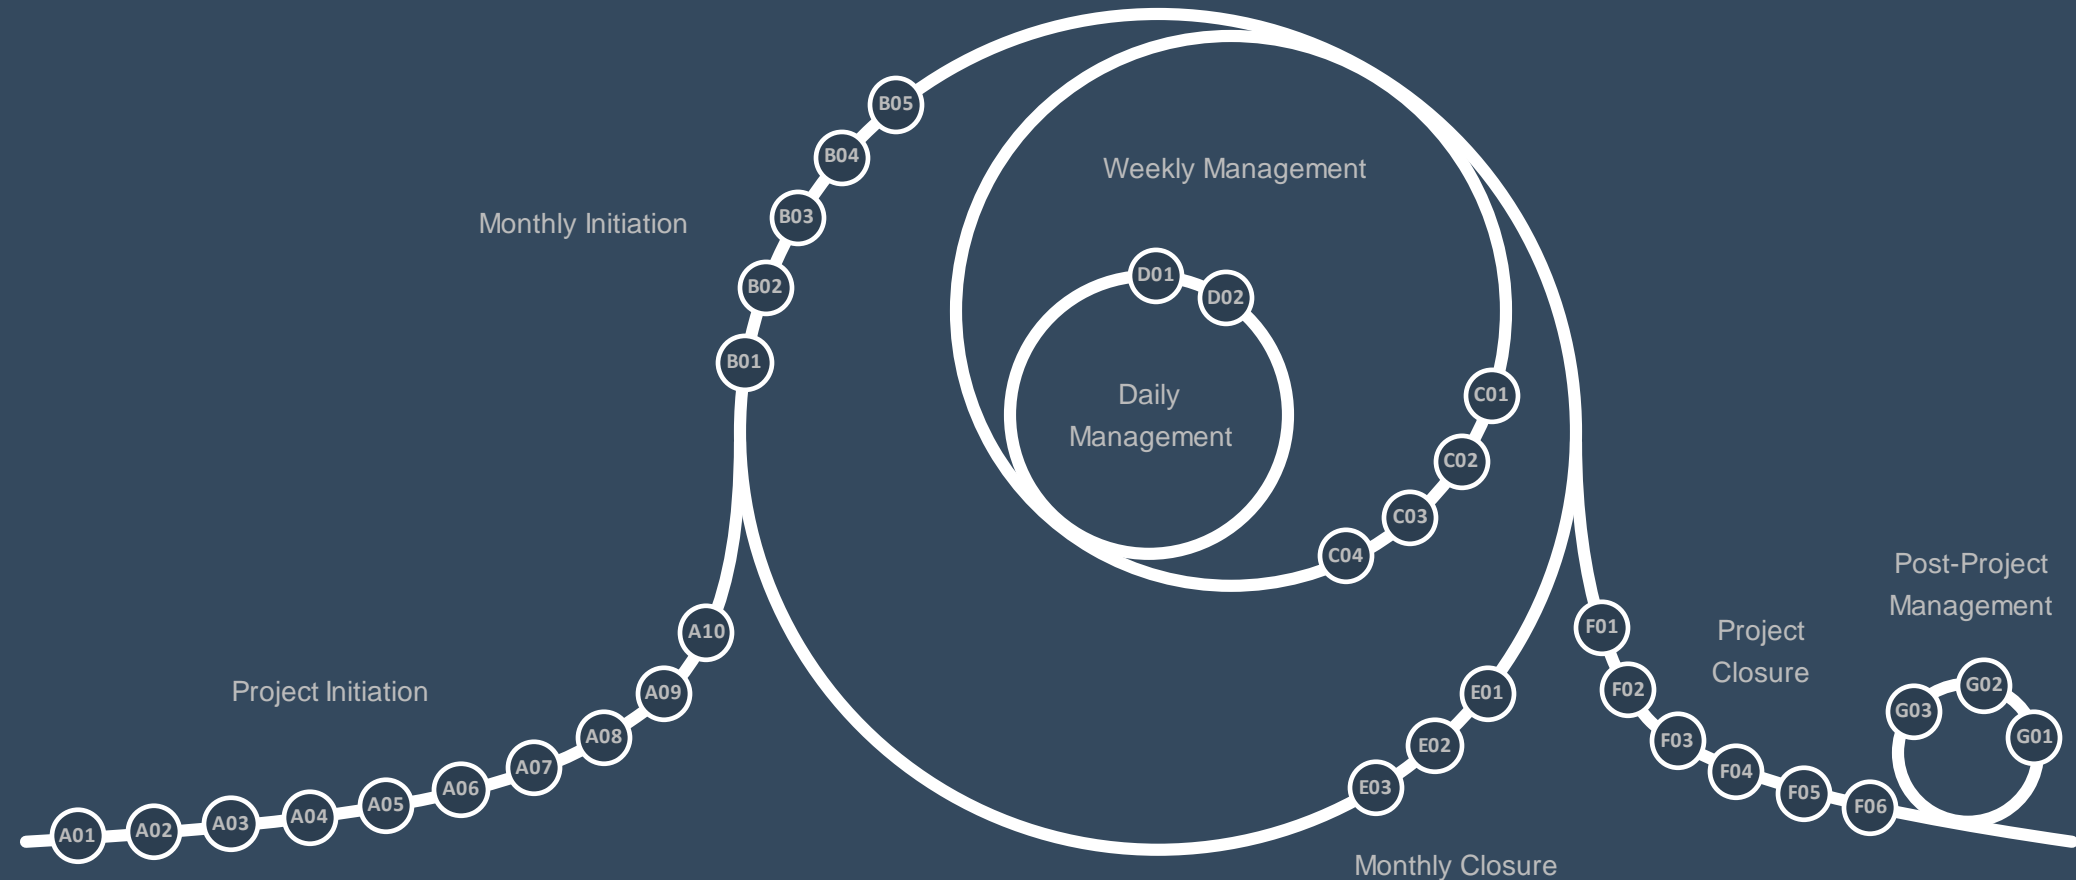 Project Initiation
A01
A02
A03
A04
A05
A06
A07
A08
A09
A10
Monthly Initiation
B01
B02
B03
B04
B05
Weekly Management
C01
C02
C03
C04
Daily
Management
D01
D02
Monthly Closure
E01
E02
E03
Project
Closure
F01
F02
F03
F04
F05
F06
Post-Project
Management
G01
G02
G03